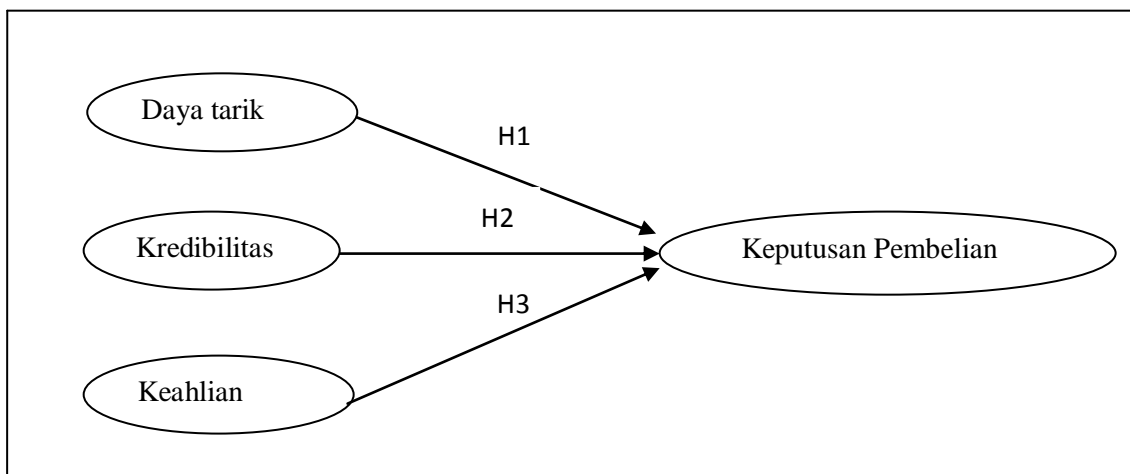 Daya tarik
H1
Kredibilitas
H2
Keputusan Pembelian
H3
Keahlian